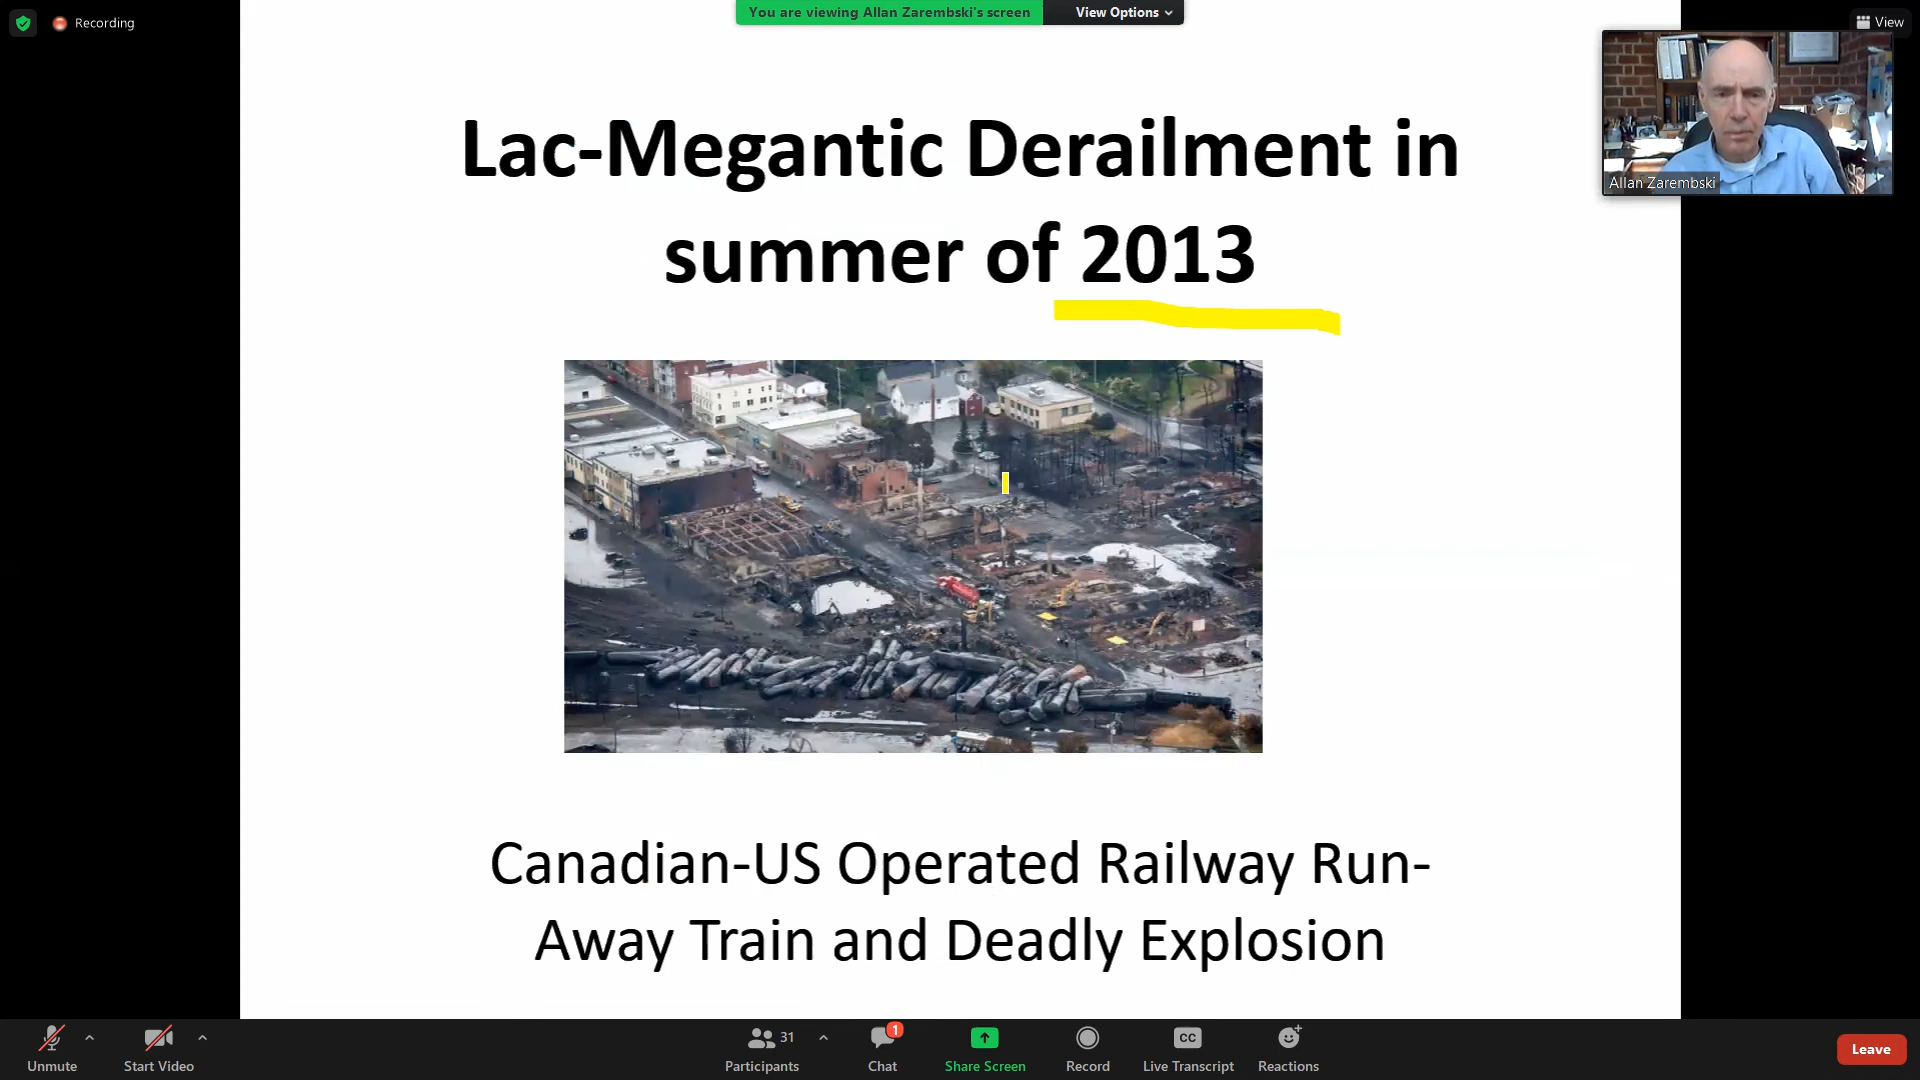 Recording
You are viewing Allan Zarembski's screen
View Options
View
Allan Zarembski
Lac-Megantic Derailment in
summer of 2013
Canadian-US Operated Railway Run-
Away Train and Deadly Explosion
Unmute
Start Video
31
Participants
1
Chat
Share Screen
Record
CC
Live Transcript
Reactions
Leave